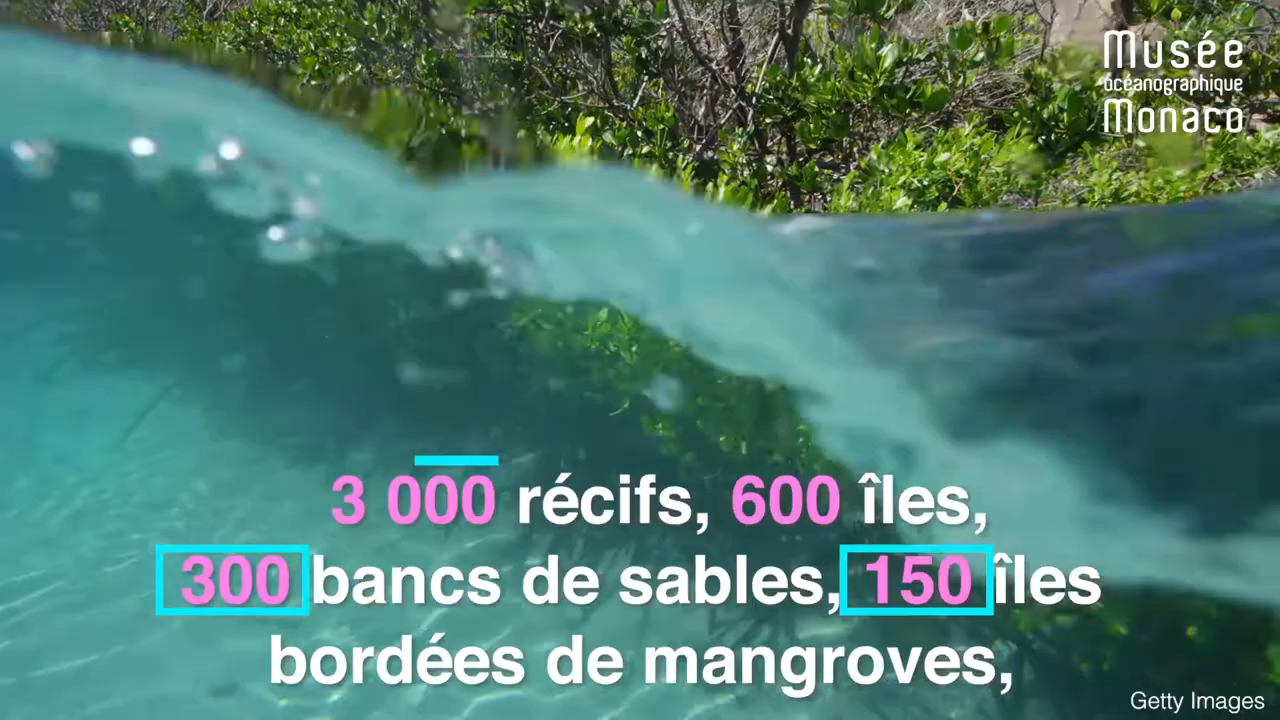 Musée
océanographique
Monaco
3 000 récifs, 600 îles,
300 bancs de sables, 150 îles
bordées de mangroves,
Getty Images